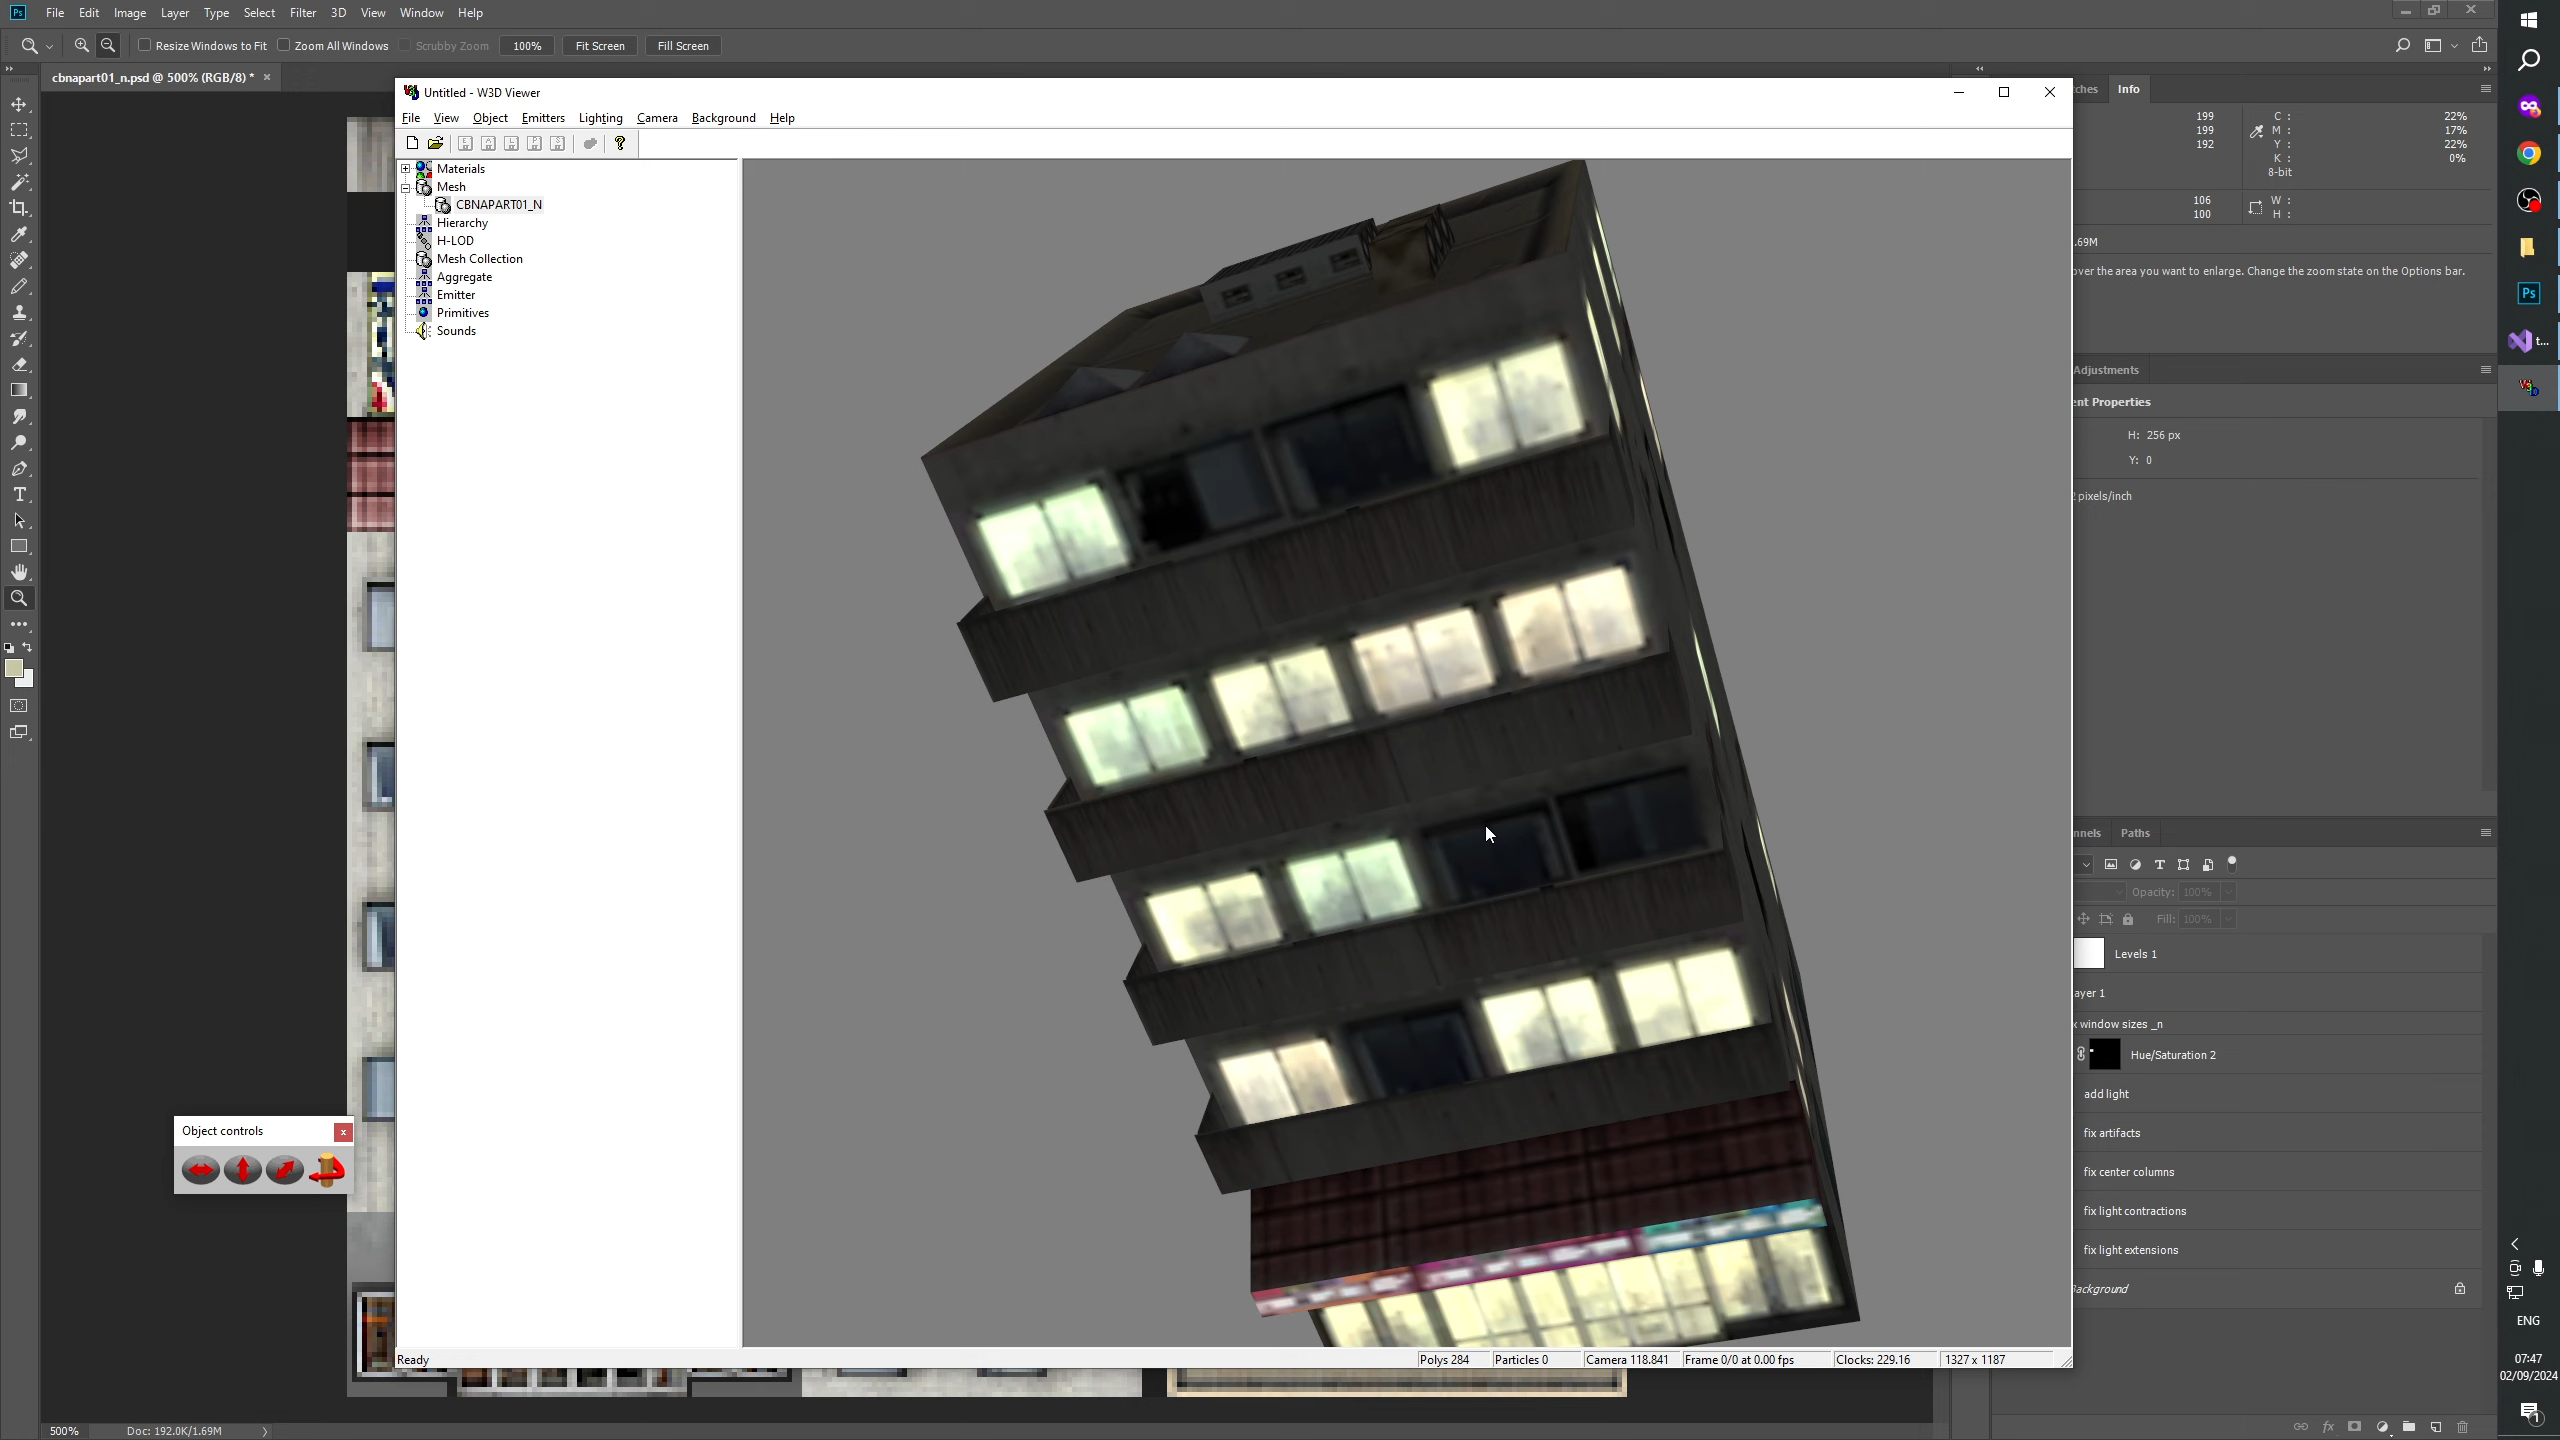 Ps File Edit Image Layer Type Select Filter 3D View Window Help
Resize Windows to Fit Zoom All Windows Scrubby Zoom 100% Fit Screen Fill Screen
cbnapart01_n.psd @ 500% (RGB/8) * ×
Untitled - W3D Viewer
File View Object Emitters Lighting Camera Background Help
Materials
Mesh
CBNAPART01_N
Hierarchy
H-LOD
Mesh Collection
Aggregate
Emitter
Primitives
Sounds
Object controls
Ready
Polys 284
Particles 0
Camera 118.841
Frame 0/0 at 0.00 fps
Clocks: 229.16
1327 x 1187
500%
Doc: 192.0K/1.69M
tches Info
199
199
192
C : 22%
M : 17%
Y : 22%
K : 0%
8-bit
106
100
W :
H :
.69M
over the area you want to enlarge. Change the zoom state on the Options bar.
Adjustments
ent Properties
H: 256 px
Y: 0
2 pixels/inch
nnels Paths
Opacity: 100%
Fill: 100%
Levels 1
ayer 1
x window sizes _n
Hue/Saturation 2
add light
fix artifacts
fix center columns
fix light contractions
fix light extensions
Background
Ps
t...
ENG
07:47
02/09/2024
1